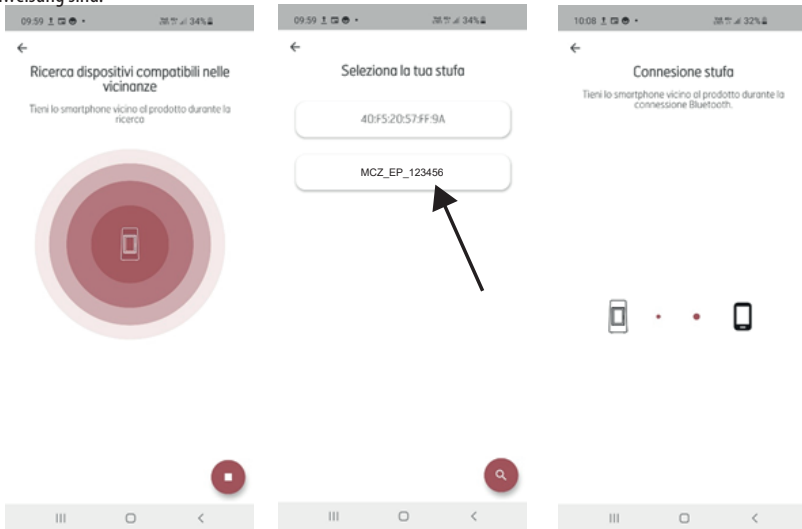 09:59
34%
Ricerca dispositivi compatibili nelle
vicinanze
Tieni lo smartphone vicino al prodotto durante la
ricerca
09:59
34%
Seleziona la tua stufa
40:F5:20:57:FF:9A
MCZ_EP_123456
10:08
32%
Connesione stufa
Tieni lo smartphone vicino al prodotto durante la
connessione Bluetooth.